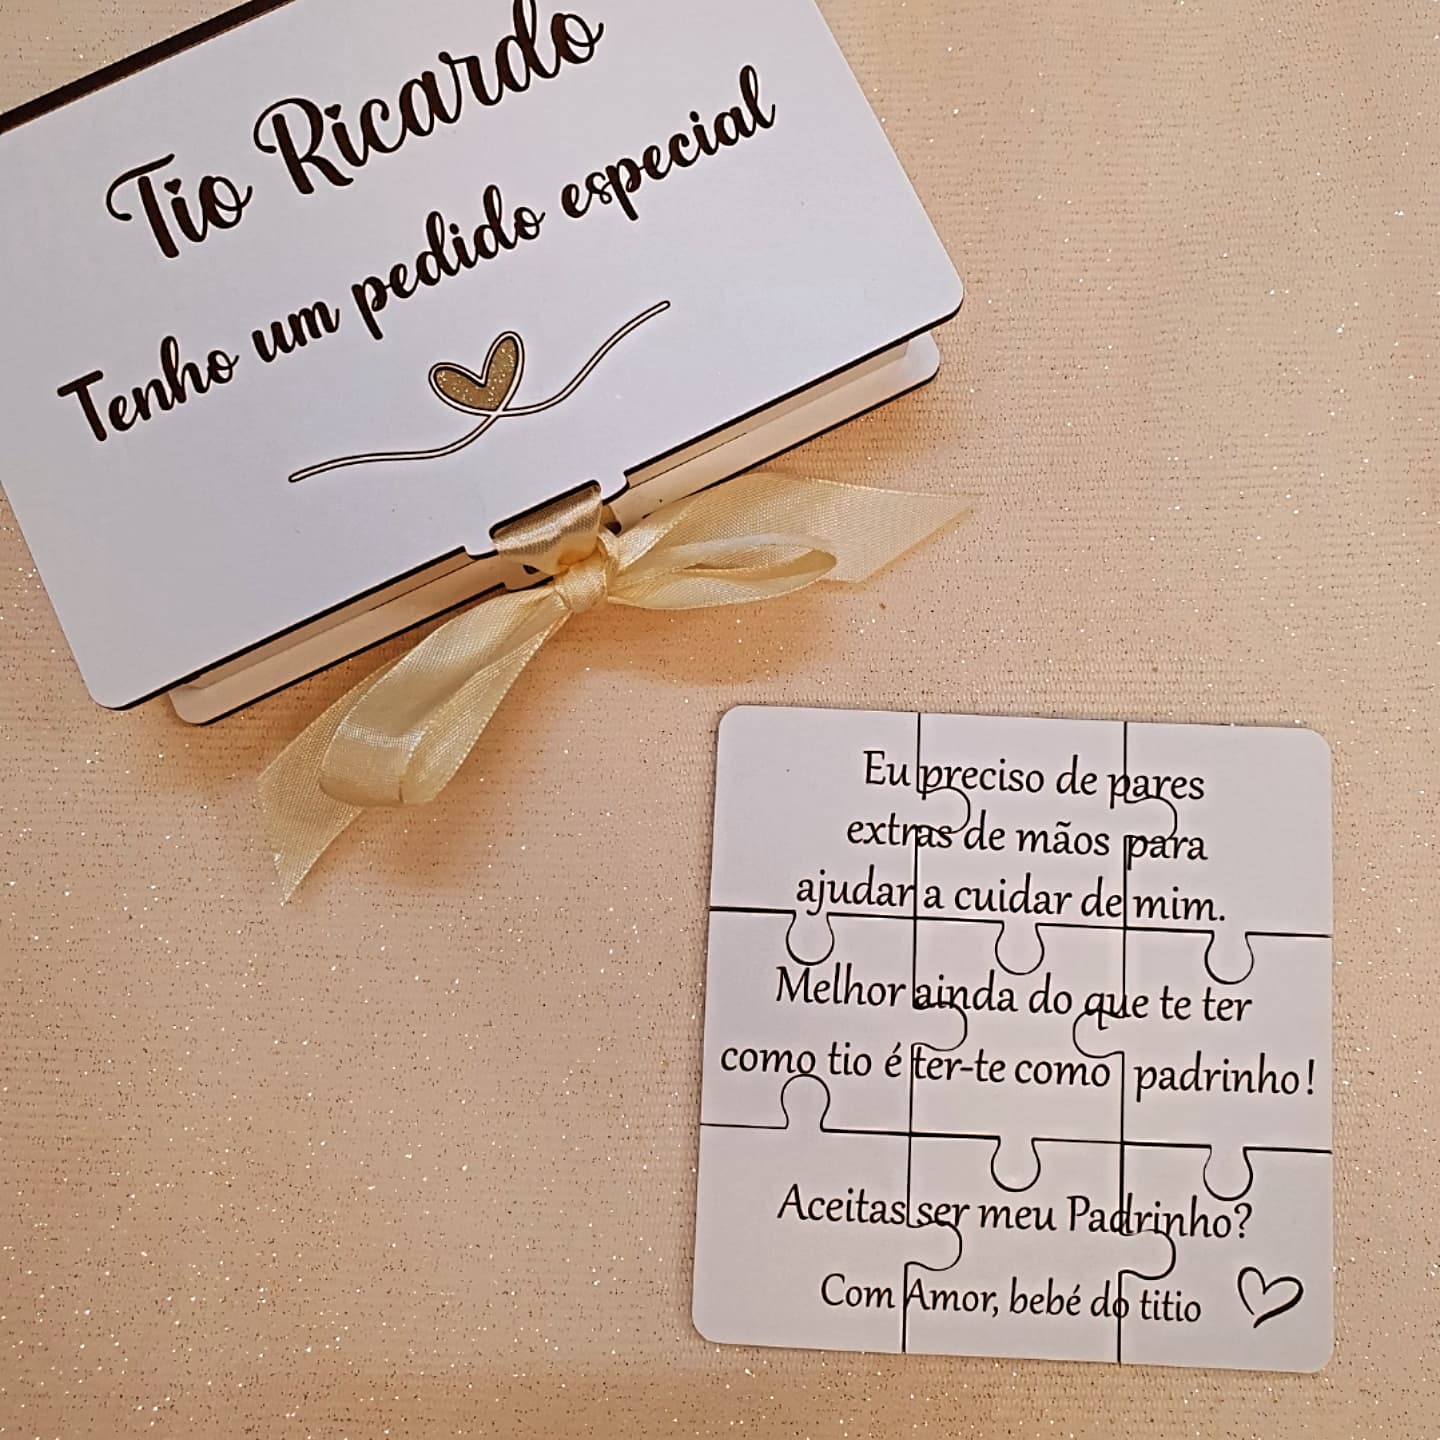 Tio Ricardo
Tenho um pedido especial
Eu preciso de pares
extras de mãos para
ajudar a cuidar de mim.
Melhor ainda do que te ter
como tio é ter-te como padrinho!
Aceitas ser meu Padrinho?
Com Amor, bebé do titio